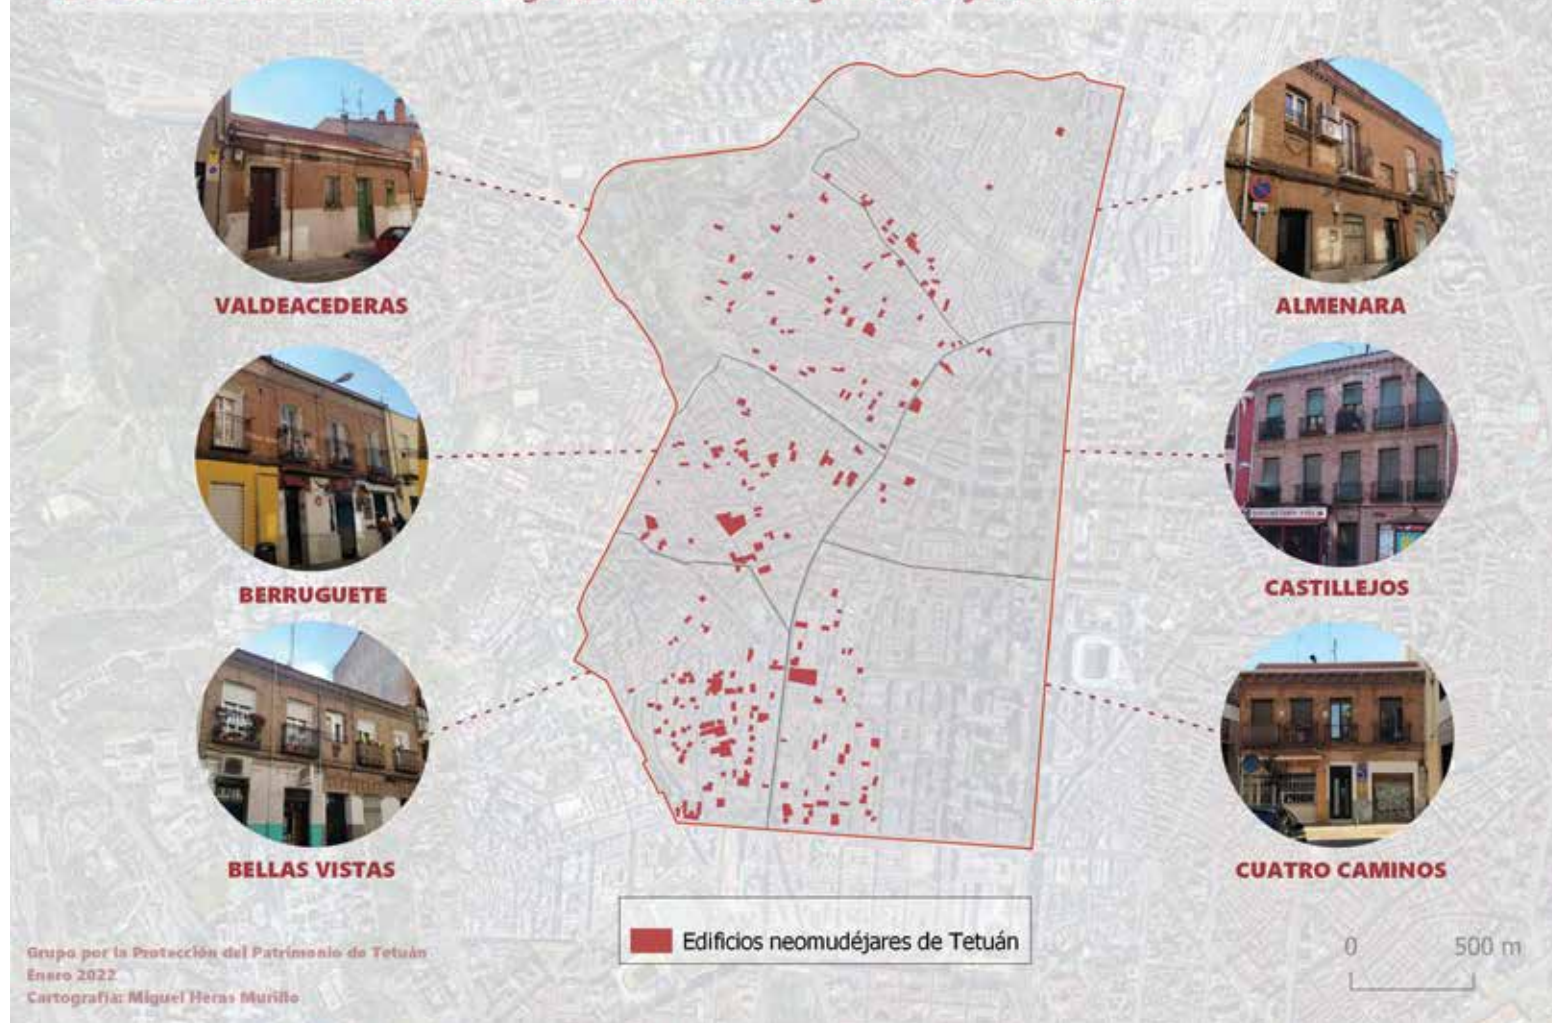 VALDEACEDERAS
ALMENARA
BERRUGUETE
CASTILLEJOS
BELLAS VISTAS
CUATRO CAMINOS
Edificios neomudéjares de Tetuán
Grupo por la Protección del Patrimonio de Tetuán
Enero 2022
Cartografía: Miguel Heras Murillo
0 500 m